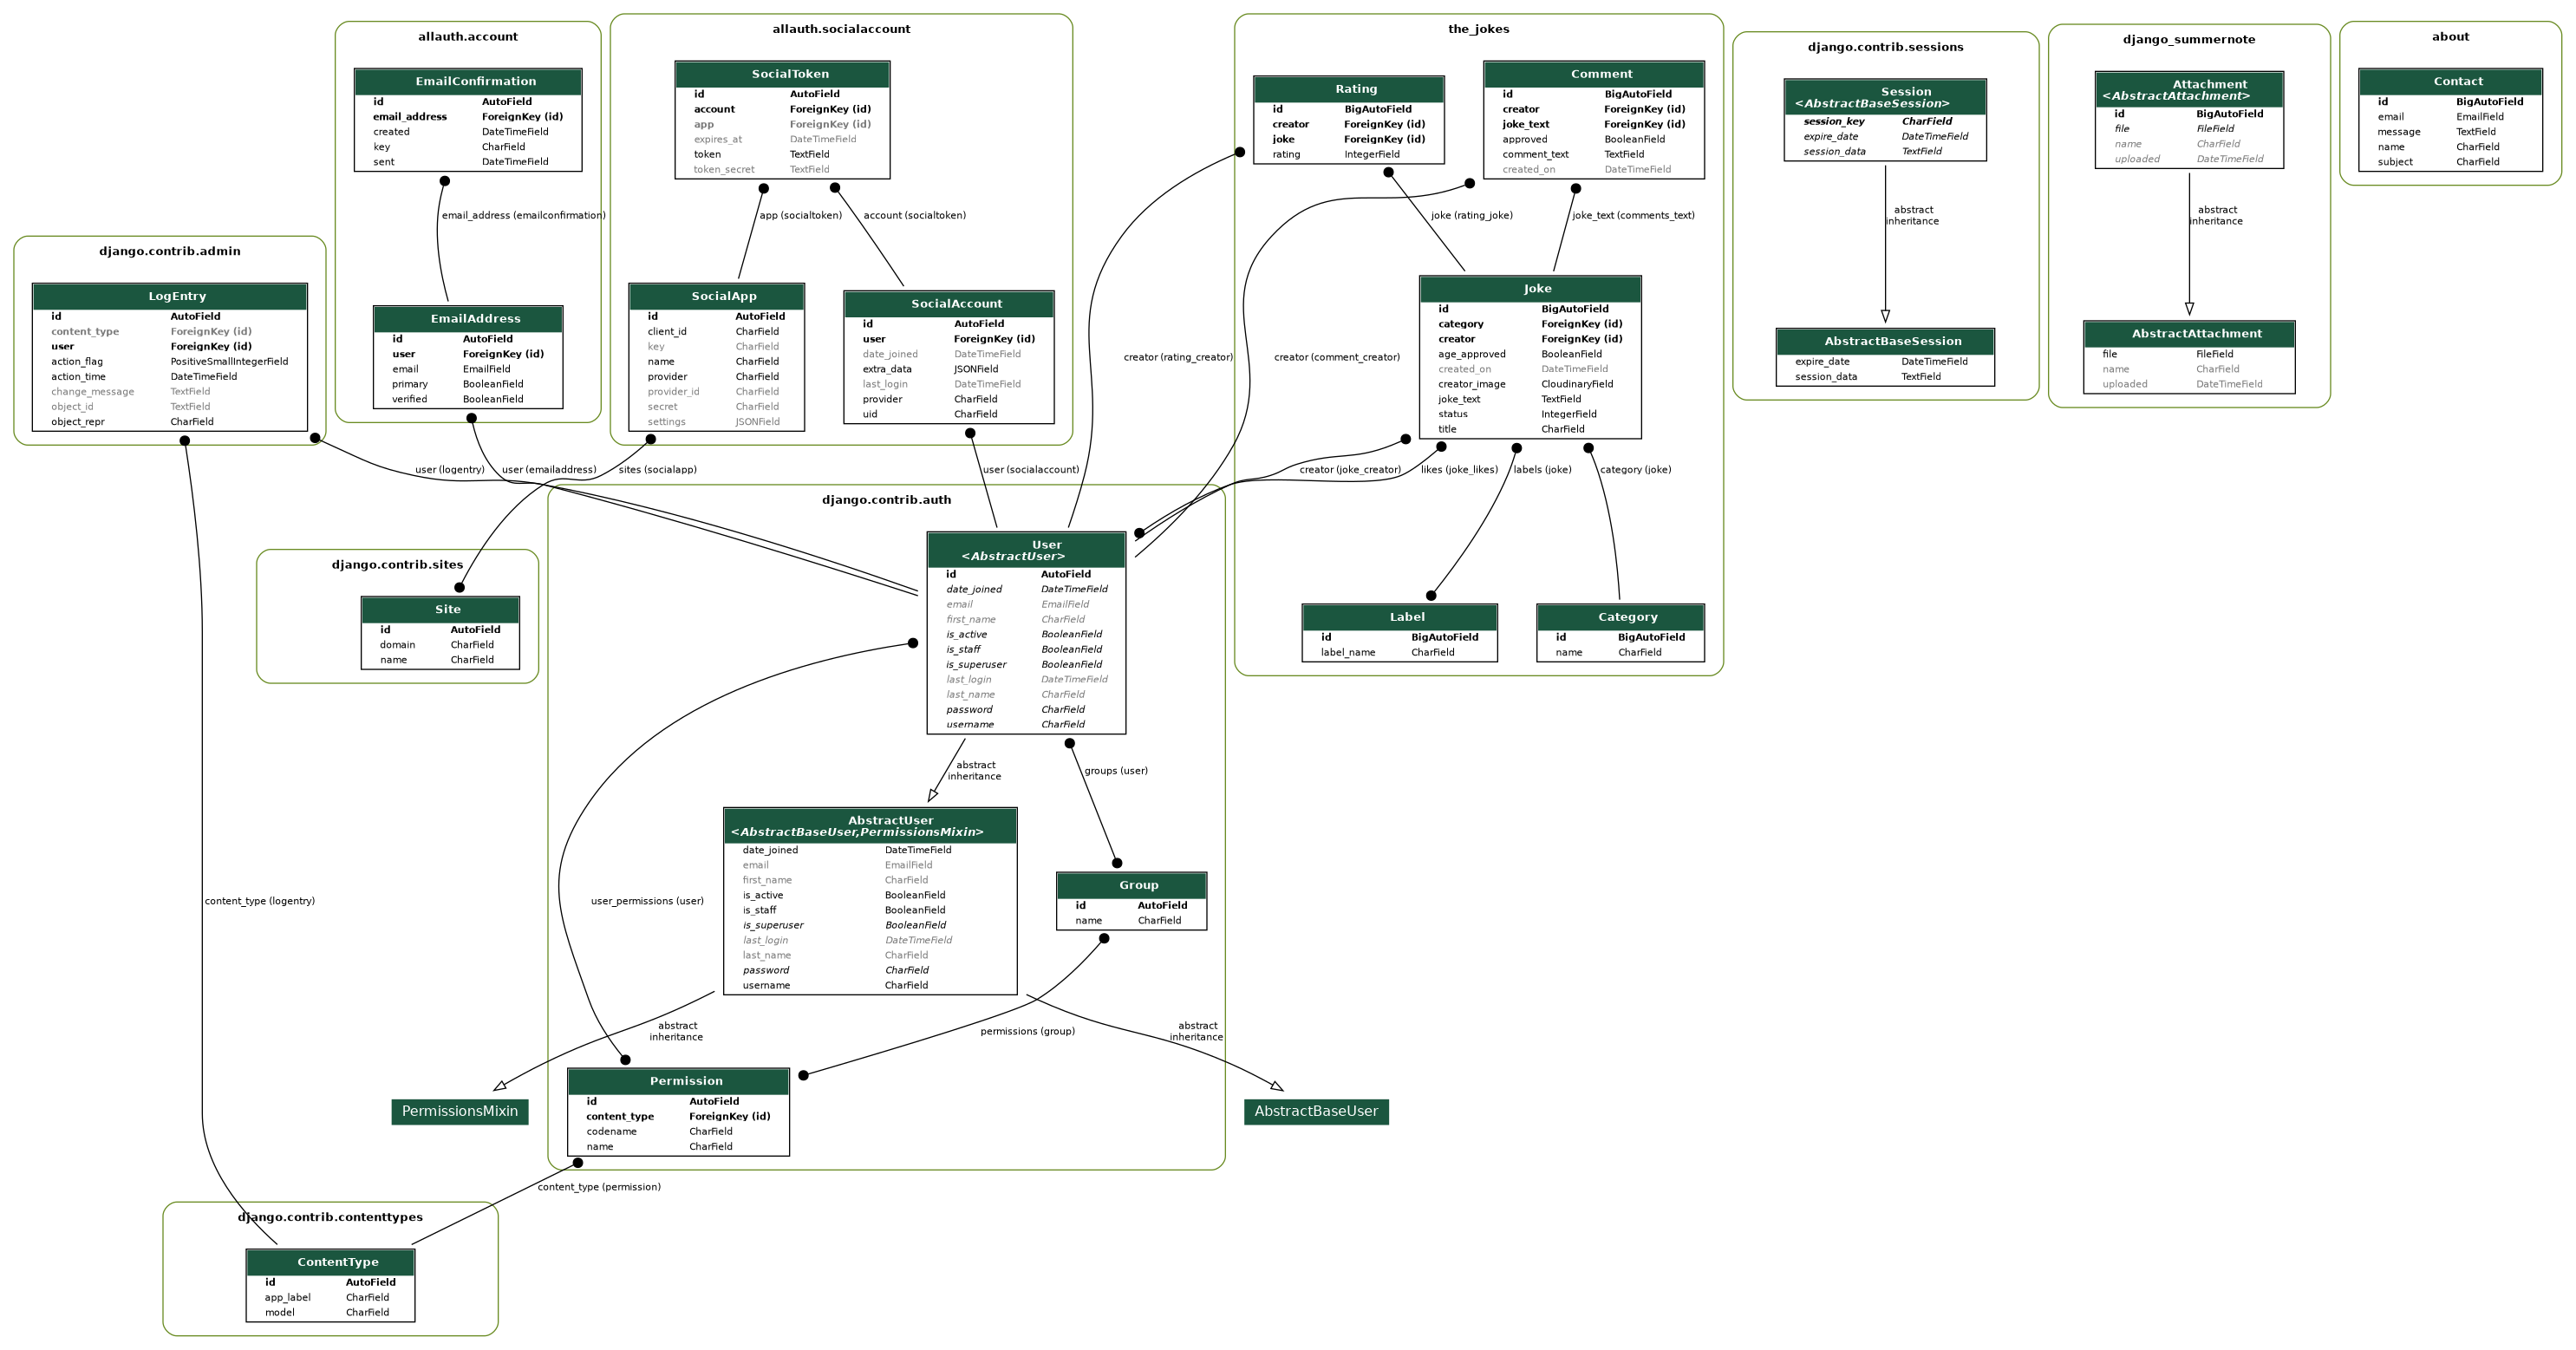 allauth.account
EmailConfirmation
id AutoField
email_address ForeignKey (id)
created DateTimeField
key CharField
sent DateTimeField
email_address (emailconfirmation)
EmailAddress
id AutoField
user ForeignKey (id)
email EmailField
primary BooleanField
verified BooleanField
allauth.socialaccount
SocialToken
id AutoField
account ForeignKey (id)
app ForeignKey (id)
expires_at DateTimeField
token TextField
token_secret TextField
app (socialtoken)
account (socialtoken)
SocialApp
id AutoField
client_id CharField
key CharField
name CharField
provider CharField
provider_id CharField
secret CharField
settings JSONField
SocialAccount
id AutoField
user ForeignKey (id)
date_joined DateTimeField
extra_data JSONField
last_login DateTimeField
provider CharField
uid CharField
the_jokes
Rating
id BigAutoField
creator ForeignKey (id)
joke ForeignKey (id)
rating IntegerField
Comment
id BigAutoField
creator ForeignKey (id)
joke_text ForeignKey (id)
approved BooleanField
comment_text TextField
created_on DateTimeField
joke (rating_joke)
joke_text (comments_text)
Joke
id BigAutoField
category ForeignKey (id)
creator ForeignKey (id)
age_approved BooleanField
created_on DateTimeField
creator_image CloudinaryField
joke_text TextField
status IntegerField
title CharField
creator (rating_creator)
creator (comment_creator)
creator (joke_creator)
likes (joke_likes)
labels (joke)
category (joke)
Label
id BigAutoField
label_name CharField
Category
id BigAutoField
name CharField
django.contrib.sessions
Session
<AbstractBaseSession>
session_key CharField
expire_date DateTimeField
session_data TextField
abstract
inheritance
AbstractBaseSession
expire_date DateTimeField
session_data TextField
django_summernote
Attachment
<AbstractAttachment>
id BigAutoField
file FileField
name CharField
uploaded DateTimeField
abstract
inheritance
AbstractAttachment
file FileField
name CharField
uploaded DateTimeField
about
Contact
id BigAutoField
email EmailField
message TextField
name CharField
subject CharField
django.contrib.admin
LogEntry
id AutoField
content_type ForeignKey (id)
user ForeignKey (id)
action_flag PositiveSmallIntegerField
action_time DateTimeField
change_message TextField
object_id TextField
object_repr CharField
user (logentry)
user (emailaddress)
sites (socialapp)
user (socialaccount)
django.contrib.sites
Site
id AutoField
domain CharField
name CharField
django.contrib.auth
User
<AbstractUser>
id AutoField
date_joined DateTimeField
email EmailField
first_name CharField
is_active BooleanField
is_staff BooleanField
is_superuser BooleanField
last_login DateTimeField
last_name CharField
password CharField
username CharField
abstract
inheritance
groups (user)
AbstractUser
<AbstractBaseUser,PermissionsMixin>
date_joined DateTimeField
email EmailField
first_name CharField
is_active BooleanField
is_staff BooleanField
is_superuser BooleanField
last_login DateTimeField
last_name CharField
password CharField
username CharField
Group
id AutoField
name CharField
content_type (logentry)
user_permissions (user)
abstract
inheritance
permissions (group)
abstract
inheritance
PermissionsMixin
Permission
id AutoField
content_type ForeignKey (id)
codename CharField
name CharField
AbstractBaseUser
content_type (permission)
django.contrib.contenttypes
ContentType
id AutoField
app_label CharField
model CharField